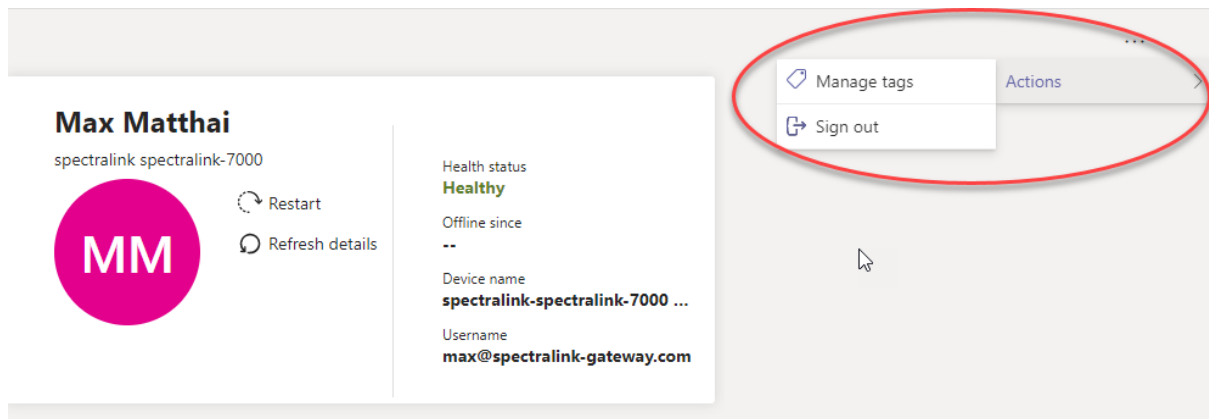 ...
Manage tags
Actions
Sign out
Max Matthai
spectralink spectralink-7000
MM
Restart
Refresh details
Health status
Healthy
Offline since
--
Device name
spectralink-spectralink-7000 ...
Username
max@spectralink-gateway.com